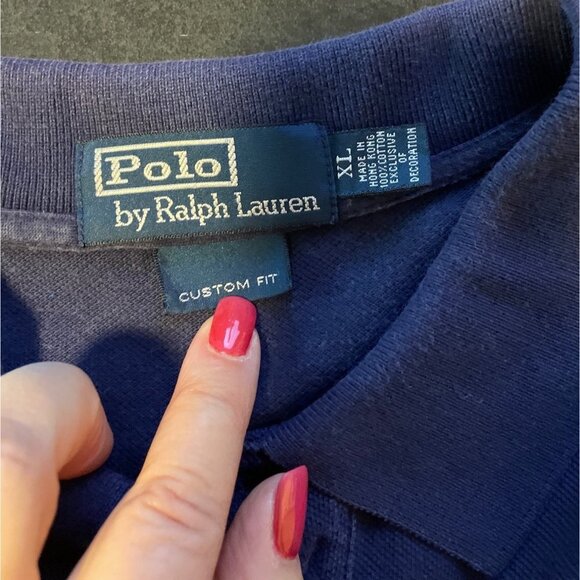 Polo
by Ralph Lauren
XL
MADE IN
HONG KONG
100% COTTON
EXCLUSIVE
OF
DECORATION
CUSTOM FIT